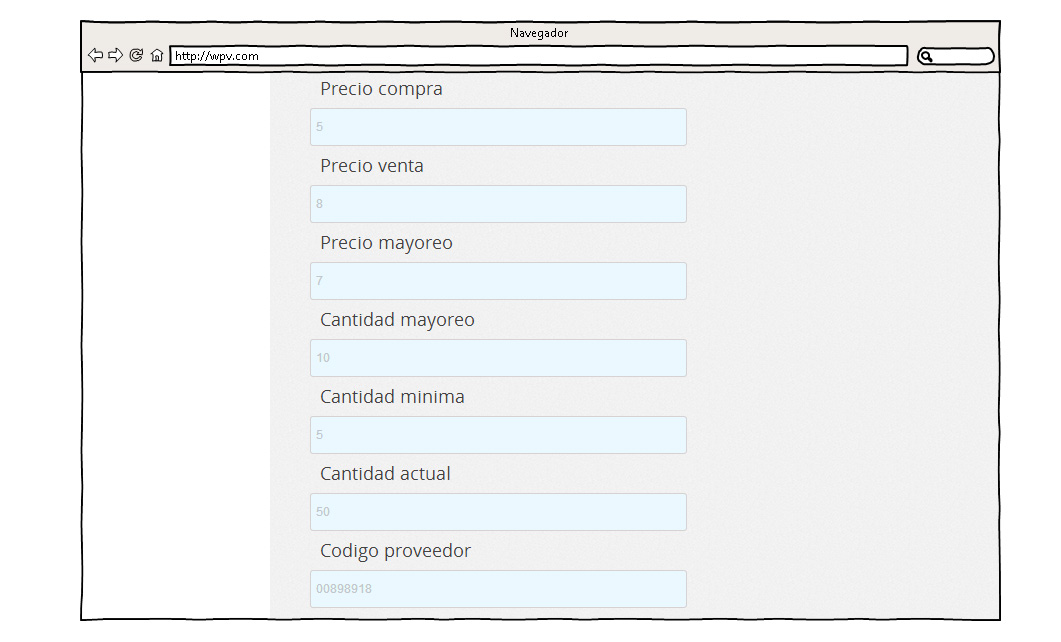 Navegador
http://wpv.com
Precio compra
5
Precio venta
8
Precio mayoreo
7
Cantidad mayoreo
10
Cantidad minima
5
Cantidad actual
50
Codigo proveedor
00898918